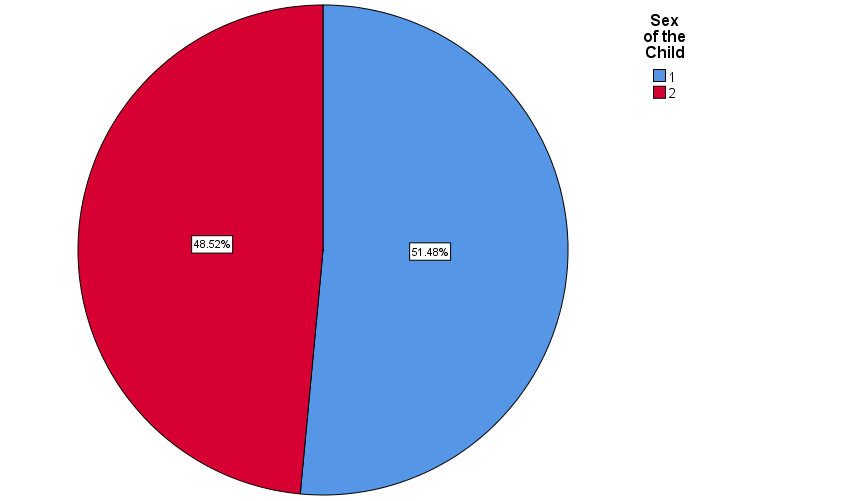 Sex
of the
Child
1
2
48.52%
51.48%